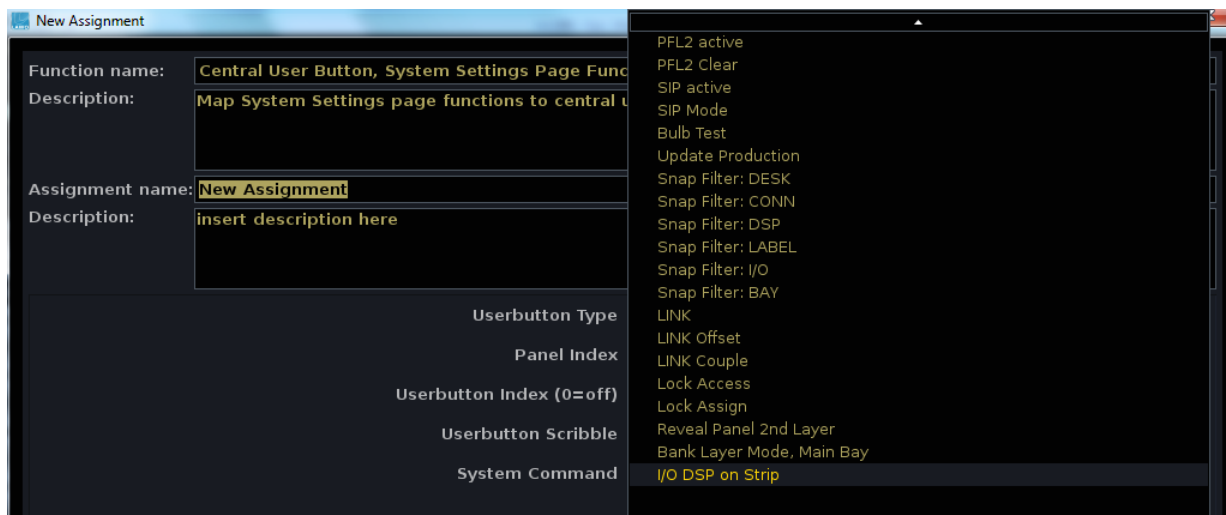 New Assignment
Function name:
Central User Button, System Settings Page Func
Description:
Map System Settings page functions to central u
Assignment name:
New Assignment
Description:
insert description here
Userbutton Type
Panel Index
Userbutton Index (0=off)
Userbutton Scribble
System Command
PFL2 active
PFL2 Clear
SIP active
SIP Mode
Bulb Test
Update Production
Snap Filter: DESK
Snap Filter: CONN
Snap Filter: DSP
Snap Filter: LABEL
Snap Filter: I/O
Snap Filter: BAY
LINK
LINK Offset
LINK Couple
Lock Access
Lock Assign
Reveal Panel 2nd Layer
Bank Layer Mode, Main Bay
I/O DSP on Strip